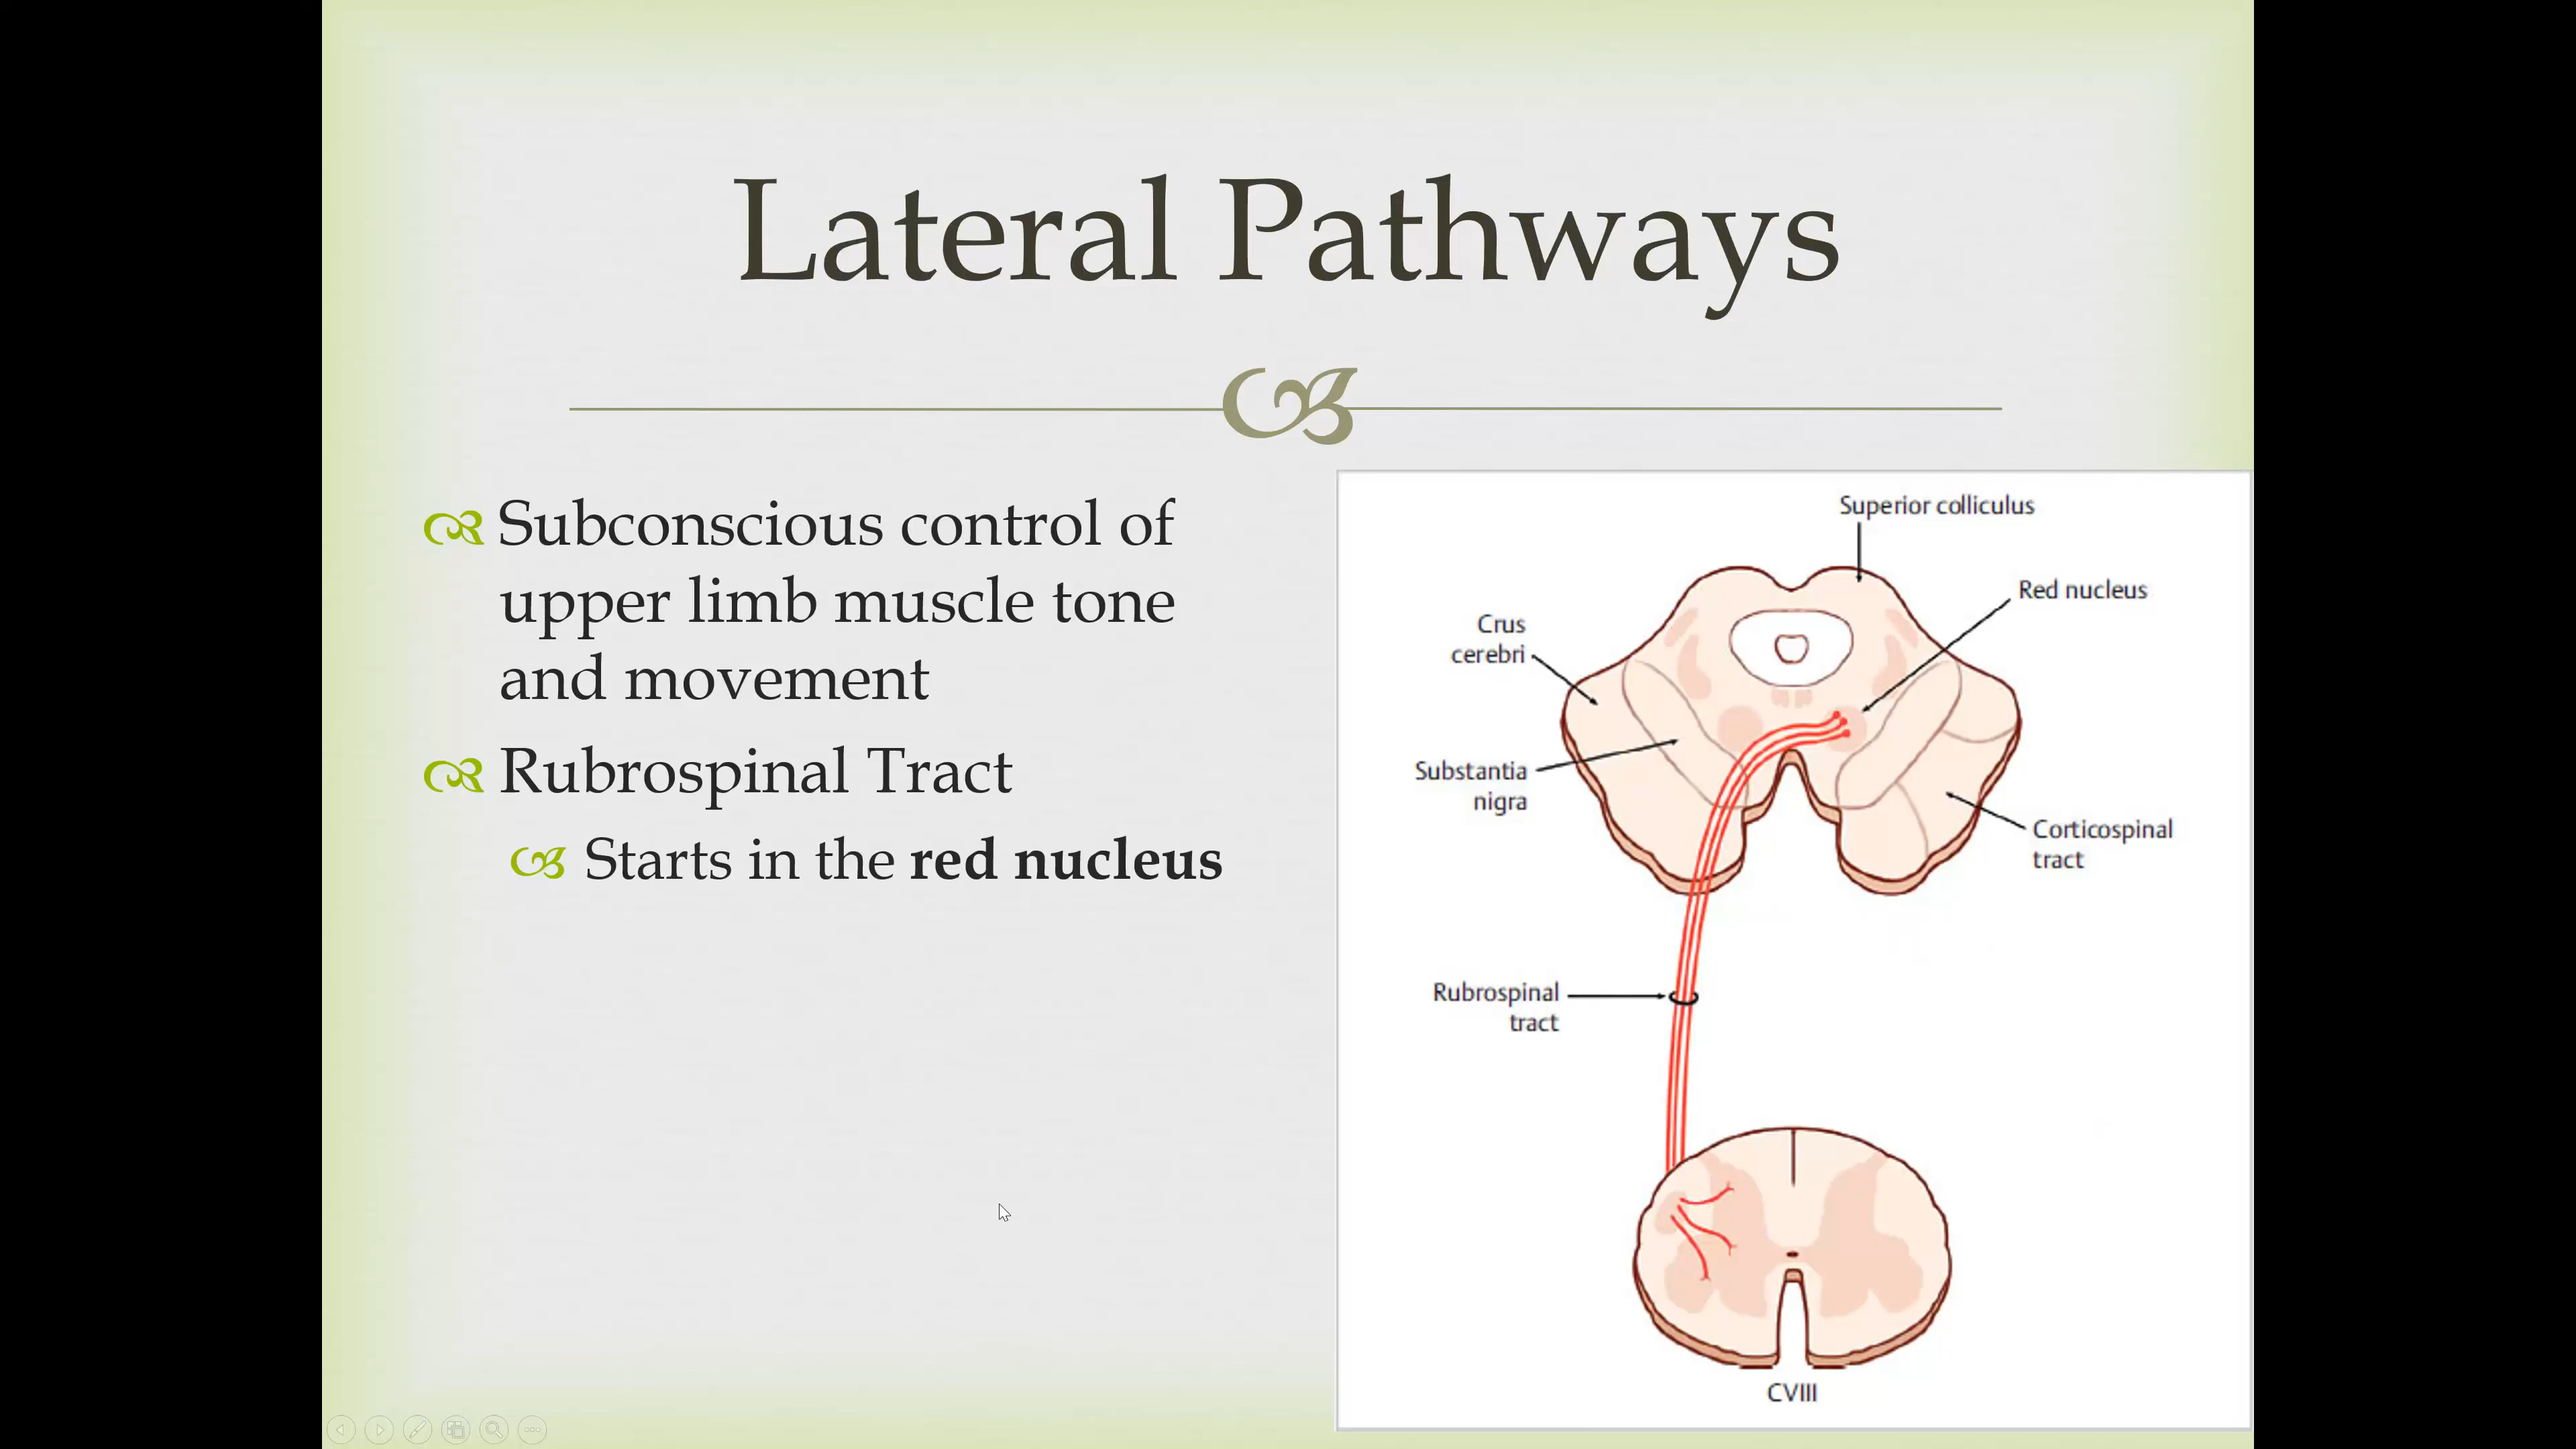 Lateral Pathways
Subconscious control of
upper limb muscle tone
and movement
Rubrospinal Tract
Starts in the red nucleus
Superior colliculus
Red nucleus
Crus
cerebri
Substantia
nigra
Corticospinal
tract
Rubrospinal
tract
CVIII